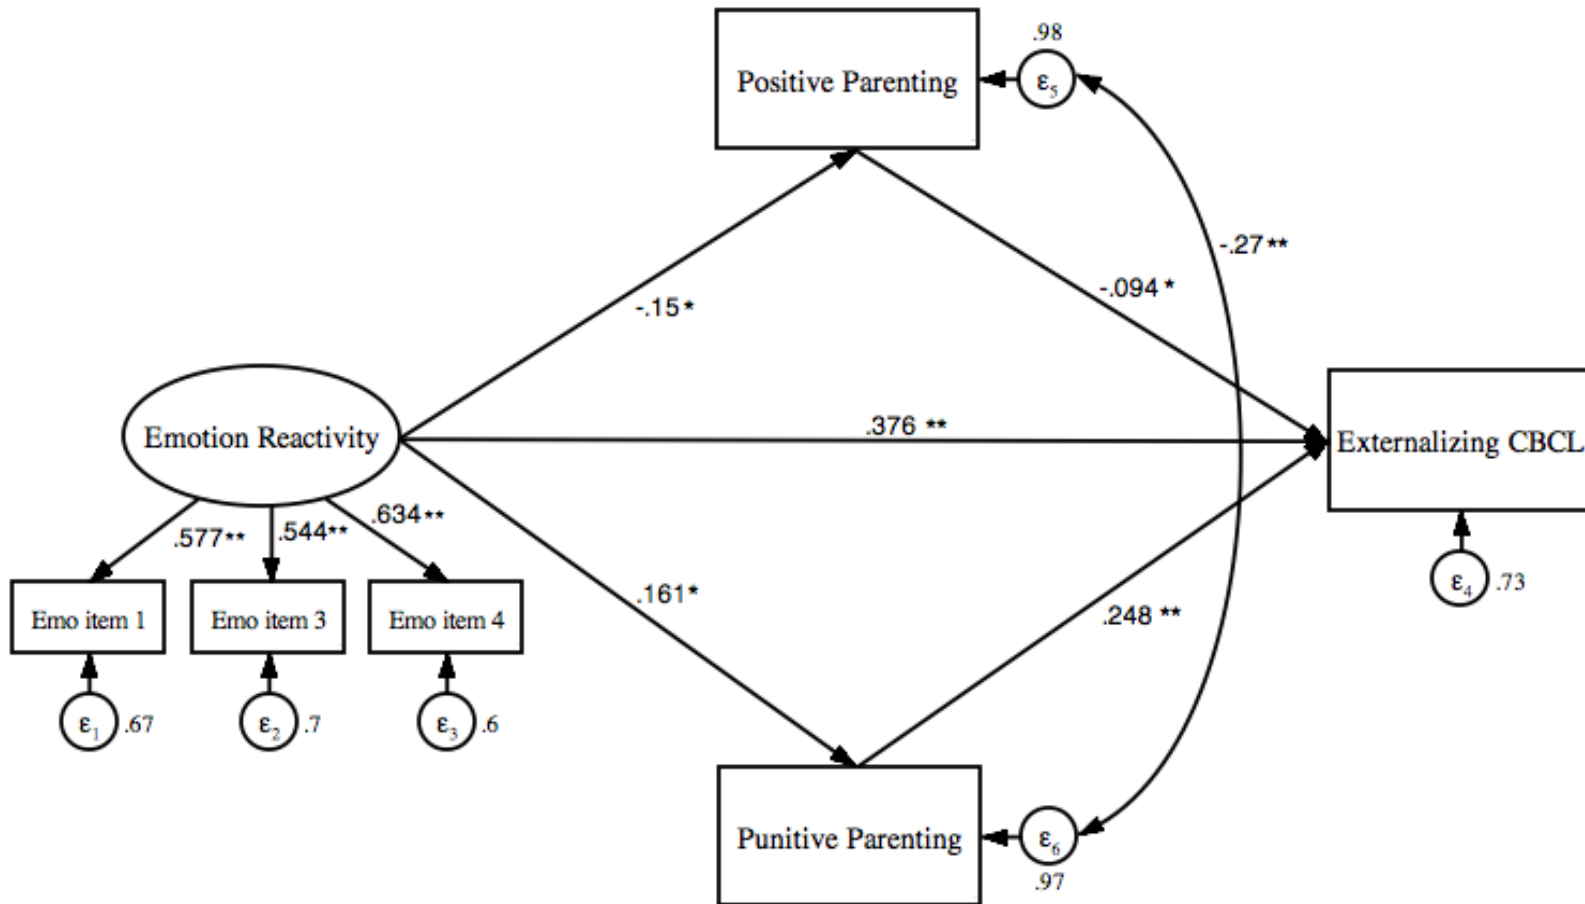 .98
Positive Parenting
ε5
-.27**
-.15*
-.094 *
Emotion Reactivity
.376 **
Externalizing CBCL
.577**
.544**
.634**
ε4
.73
.161*
.248 **
Emo item 1
Emo item 3
Emo item 4
ε1
.67
ε2
.7
ε3
.6
Punitive Parenting
ε6
.97